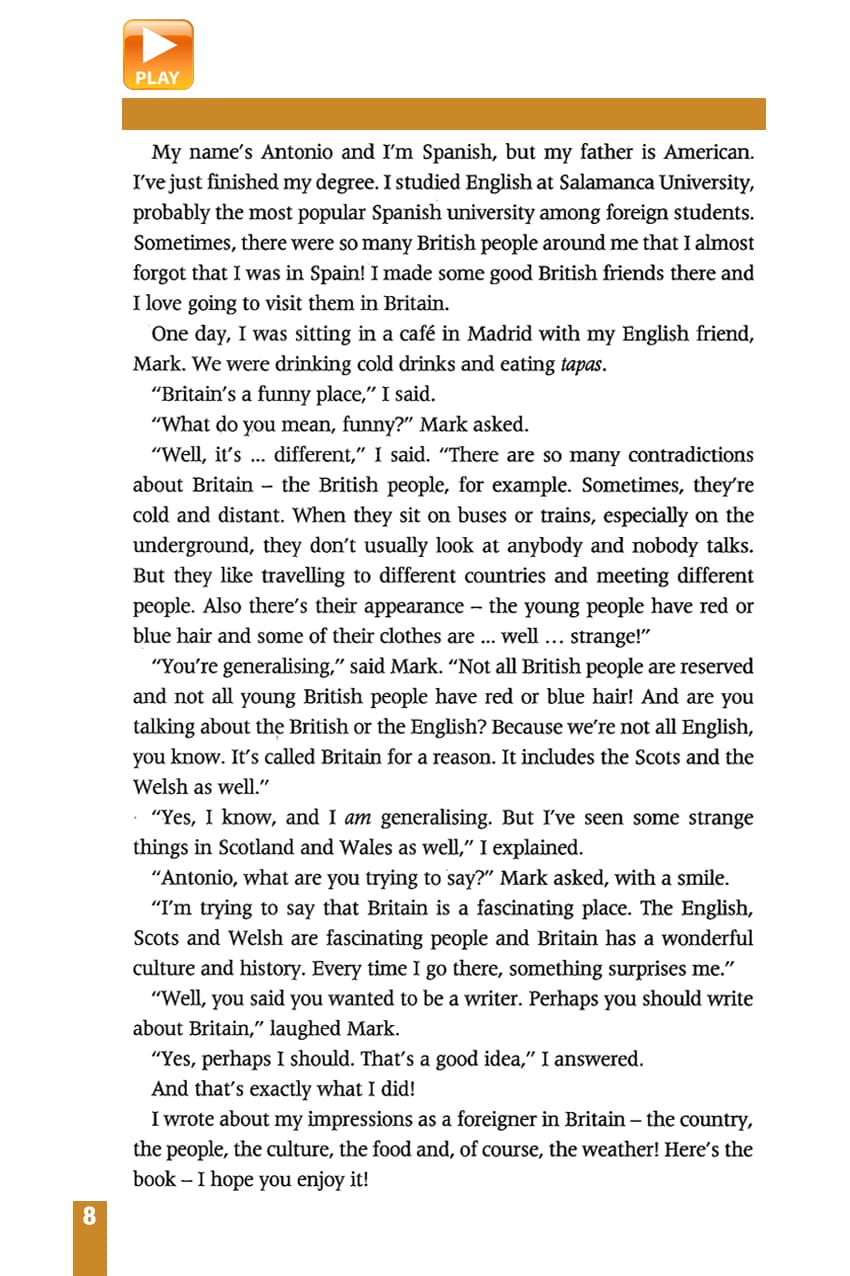 PLAY
My name's Antonio and I'm Spanish, but my father is American.
I've just finished my degree. I studied English at Salamanca University,
probably the most popular Spanish university among foreign students.
Sometimes, there were so many British people around me that I almost
forgot that I was in Spain! I made some good British friends there and
I love going to visit them in Britain.
One day, I was sitting in a café in Madrid with my English friend,
Mark. We were drinking cold drinks and eating tapas.
“Britain's a funny place,” I said.
“What do you mean, funny?” Mark asked.
“Well, it's ... different,” I said. “There are so many contradictions
about Britain – the British people, for example. Sometimes, they're
cold and distant. When they sit on buses or trains, especially on the
underground, they don't usually look at anybody and nobody talks.
But they like travelling to different countries and meeting different
people. Also there's their appearance – the young people have red or
blue hair and some of their clothes are ... well ... strange!”
“You're generalising,” said Mark. “Not all British people are reserved
and not all young British people have red or blue hair! And are you
talking about the British or the English? Because we're not all English,
you know. It's called Britain for a reason. It includes the Scots and the
Welsh as well.”
“Yes, I know, and I am generalising. But I've seen some strange
things in Scotland and Wales as well,” I explained.
“Antonio, what are you trying to say?” Mark asked, with a smile.
“I'm trying to say that Britain is a fascinating place. The English,
Scots and Welsh are fascinating people and Britain has a wonderful
culture and history. Every time I go there, something surprises me.”
“Well, you said you wanted to be a writer. Perhaps you should write
about Britain,” laughed Mark.
“Yes, perhaps I should. That's a good idea,” I answered.
And that's exactly what I did!
I wrote about my impressions as a foreigner in Britain – the country,
the people, the culture, the food and, of course, the weather! Here's the
book – I hope you enjoy it!
8